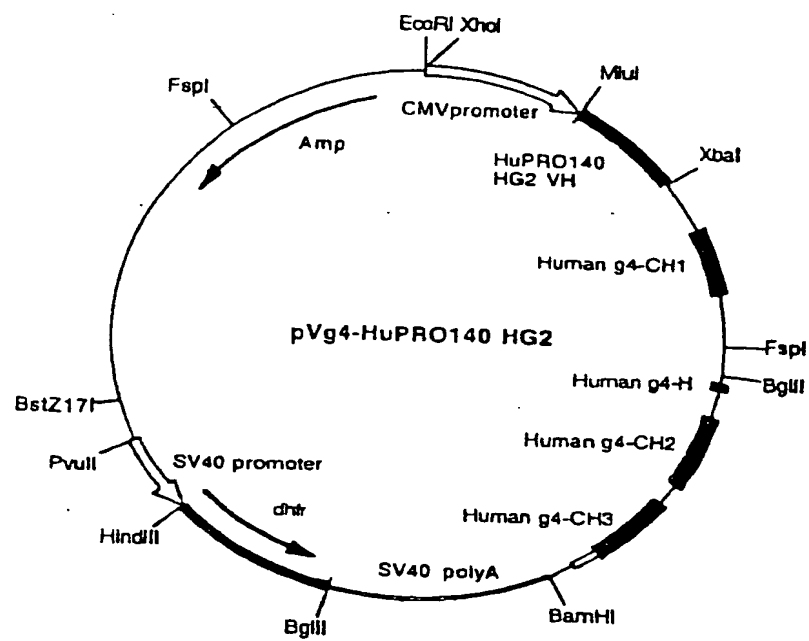 EcoRI XhoI
FspI
MluI
CMVpromoter
Amp
HuPRO140
HG2 VH
XbaI
Human g4-CH1
pVg4-HuPRO140 HG2
FspI
BglII
Human g4-H
BstZ17I
Human g4-CH2
PvuII
SV40 promoter
dhfr
Human g4-CH3
HindIII
SV40 polyA
BglII
BamHI